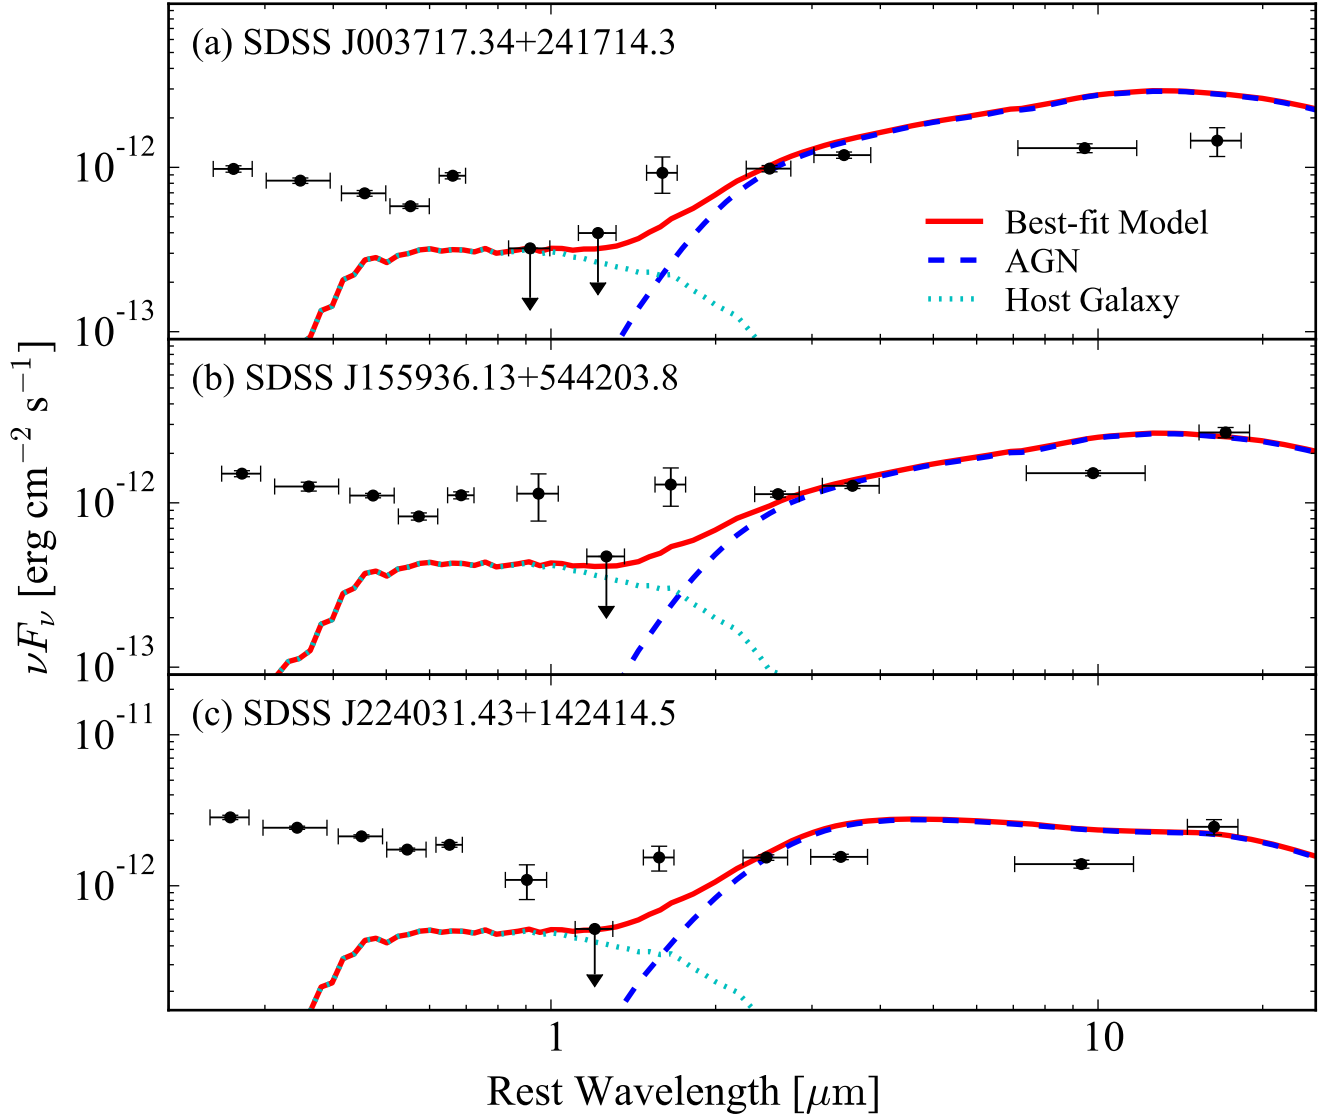 (a) SDSS J003717.34+241714.3
10⁻¹²
10⁻¹³
Best-fit Model
AGN
Host Galaxy
(b) SDSS J155936.13+544203.8
10⁻¹²
10⁻¹³
νFν [erg cm⁻² s⁻¹]
(c) SDSS J224031.43+142414.5
10⁻¹¹
10⁻¹²
1
10
Rest Wavelength [μm]